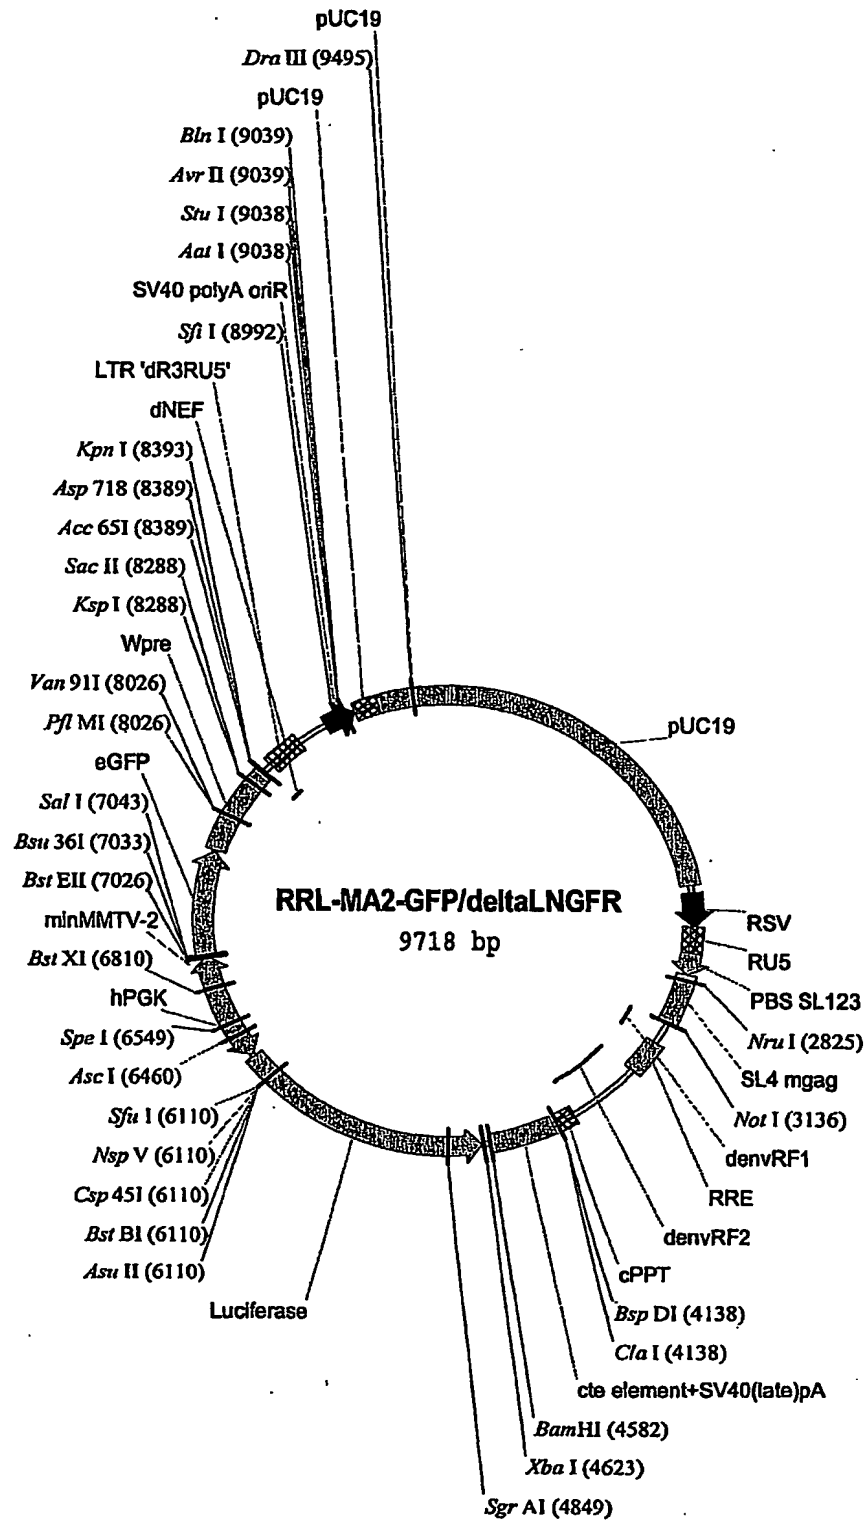 pUC19
Dra III (9495)
pUC19
Bln I (9039)
Avr II (9039)
Stu I (9038)
Aat I (9038)
SV40 polyA oriR
Sfi I (8992)
LTR 'dR3RU5'
dNEF
Kpn I (8393)
Asp 718 (8389)
Acc 65I (8389)
Sac II (8288)
Ksp I (8288)
Wpre
Van 91I (8026)
Pfl MI (8026)
pUC19
eGFP
Sal I (7043)
Bsu 36I (7033)
Bst EII (7026)
minMMTV-2
Bst XI (6810)
hPGK
Spe I (6549)
Asc I (6460)
Sfu I (6110)
Nsp V (6110)
Csp 45I (6110)
Bst BI (6110)
Asu II (6110)
Luciferase
RRL-MA2-GFP/deltaLNGFR
9718 bp
RSV
RU5
PBS SL123
Nru I (2825)
SL4 mgag
Not I (3136)
denvRF1
RRE
denvRF2
cPPT
Bsp DI (4138)
Cla I (4138)
cte element+SV40(late)pA
BamHI (4582)
Xba I (4623)
Sgr AI (4849)